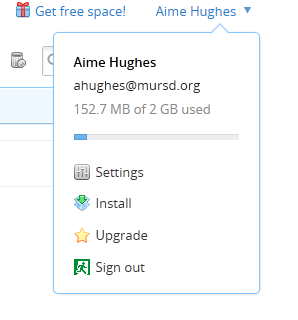 Get free space!
Aime Hughes
Aime Hughes
ahughes@mursd.org
152.7 MB of 2 GB used
Settings
Install
Upgrade
Sign out